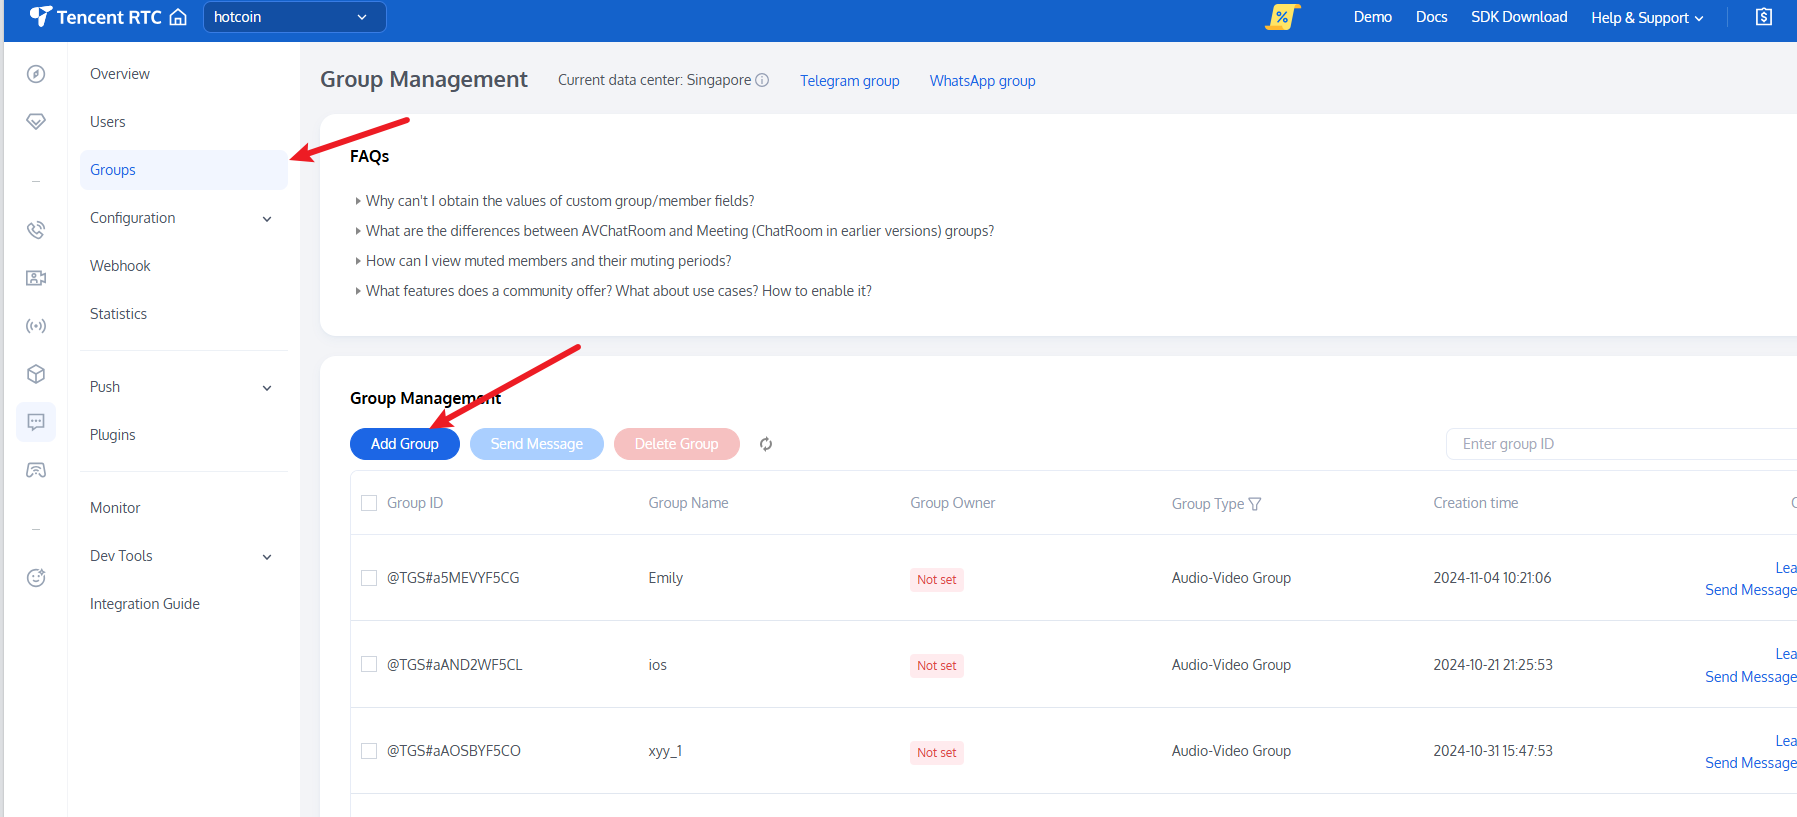 Tencent RTC hotcoin Demo Docs SDK Download Help & Support
Overview
Users
Groups
Configuration
Webhook
Statistics
Push
Plugins
Monitor
Dev Tools
Integration Guide
Group Management Current data center: Singapore Telegram group WhatsApp group
FAQs
Why can't I obtain the values of custom group/member fields?
What are the differences between AVChatRoom and Meeting (ChatRoom in earlier versions) groups?
How can I view muted members and their muting periods?
What features does a community offer? What about use cases? How to enable it?
Group Management
Add Group Send Message Delete Group Enter group ID
Group ID Group Name Group Owner Group Type Creation time
@TGS#a5MEVYF5CG Emily Not set Audio-Video Group 2024-11-04 10:21:06 Lea
Send Message
@TGS#aAND2WF5CL ios Not set Audio-Video Group 2024-10-21 21:25:53 Lea
Send Message
@TGS#aAOSBYF5CO xyy_1 Not set Audio-Video Group 2024-10-31 15:47:53 Lea
Send Message